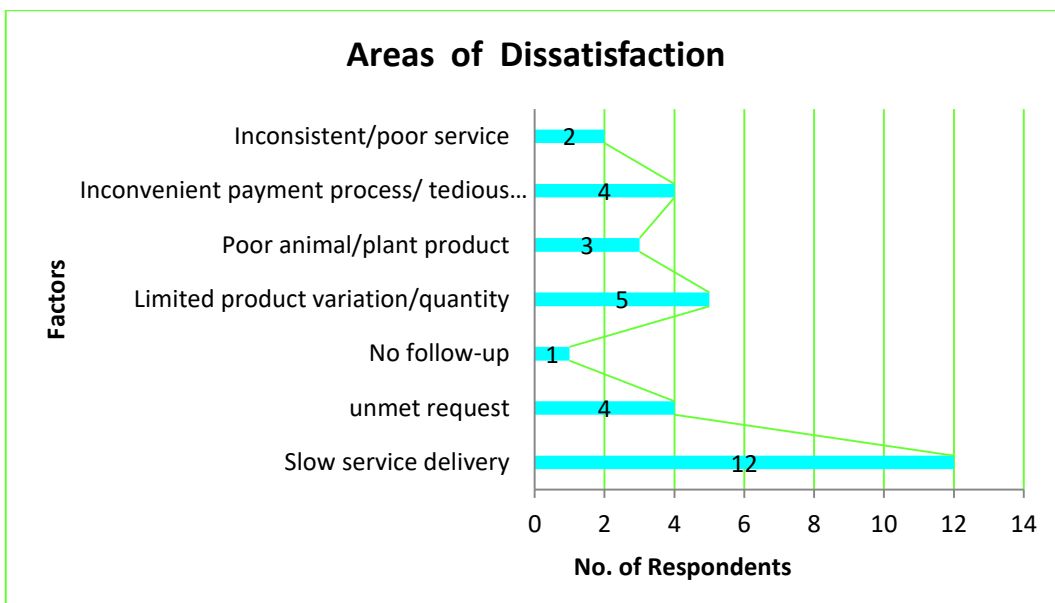 Areas of Dissatisfaction
Factors
Inconsistent/poor service
2
Inconvenient payment process/ tedious…
4
Poor animal/plant product
3
Limited product variation/quantity
5
No follow-up
1
unmet request
4
Slow service delivery
12
0 2 4 6 8 10 12 14
No. of Respondents